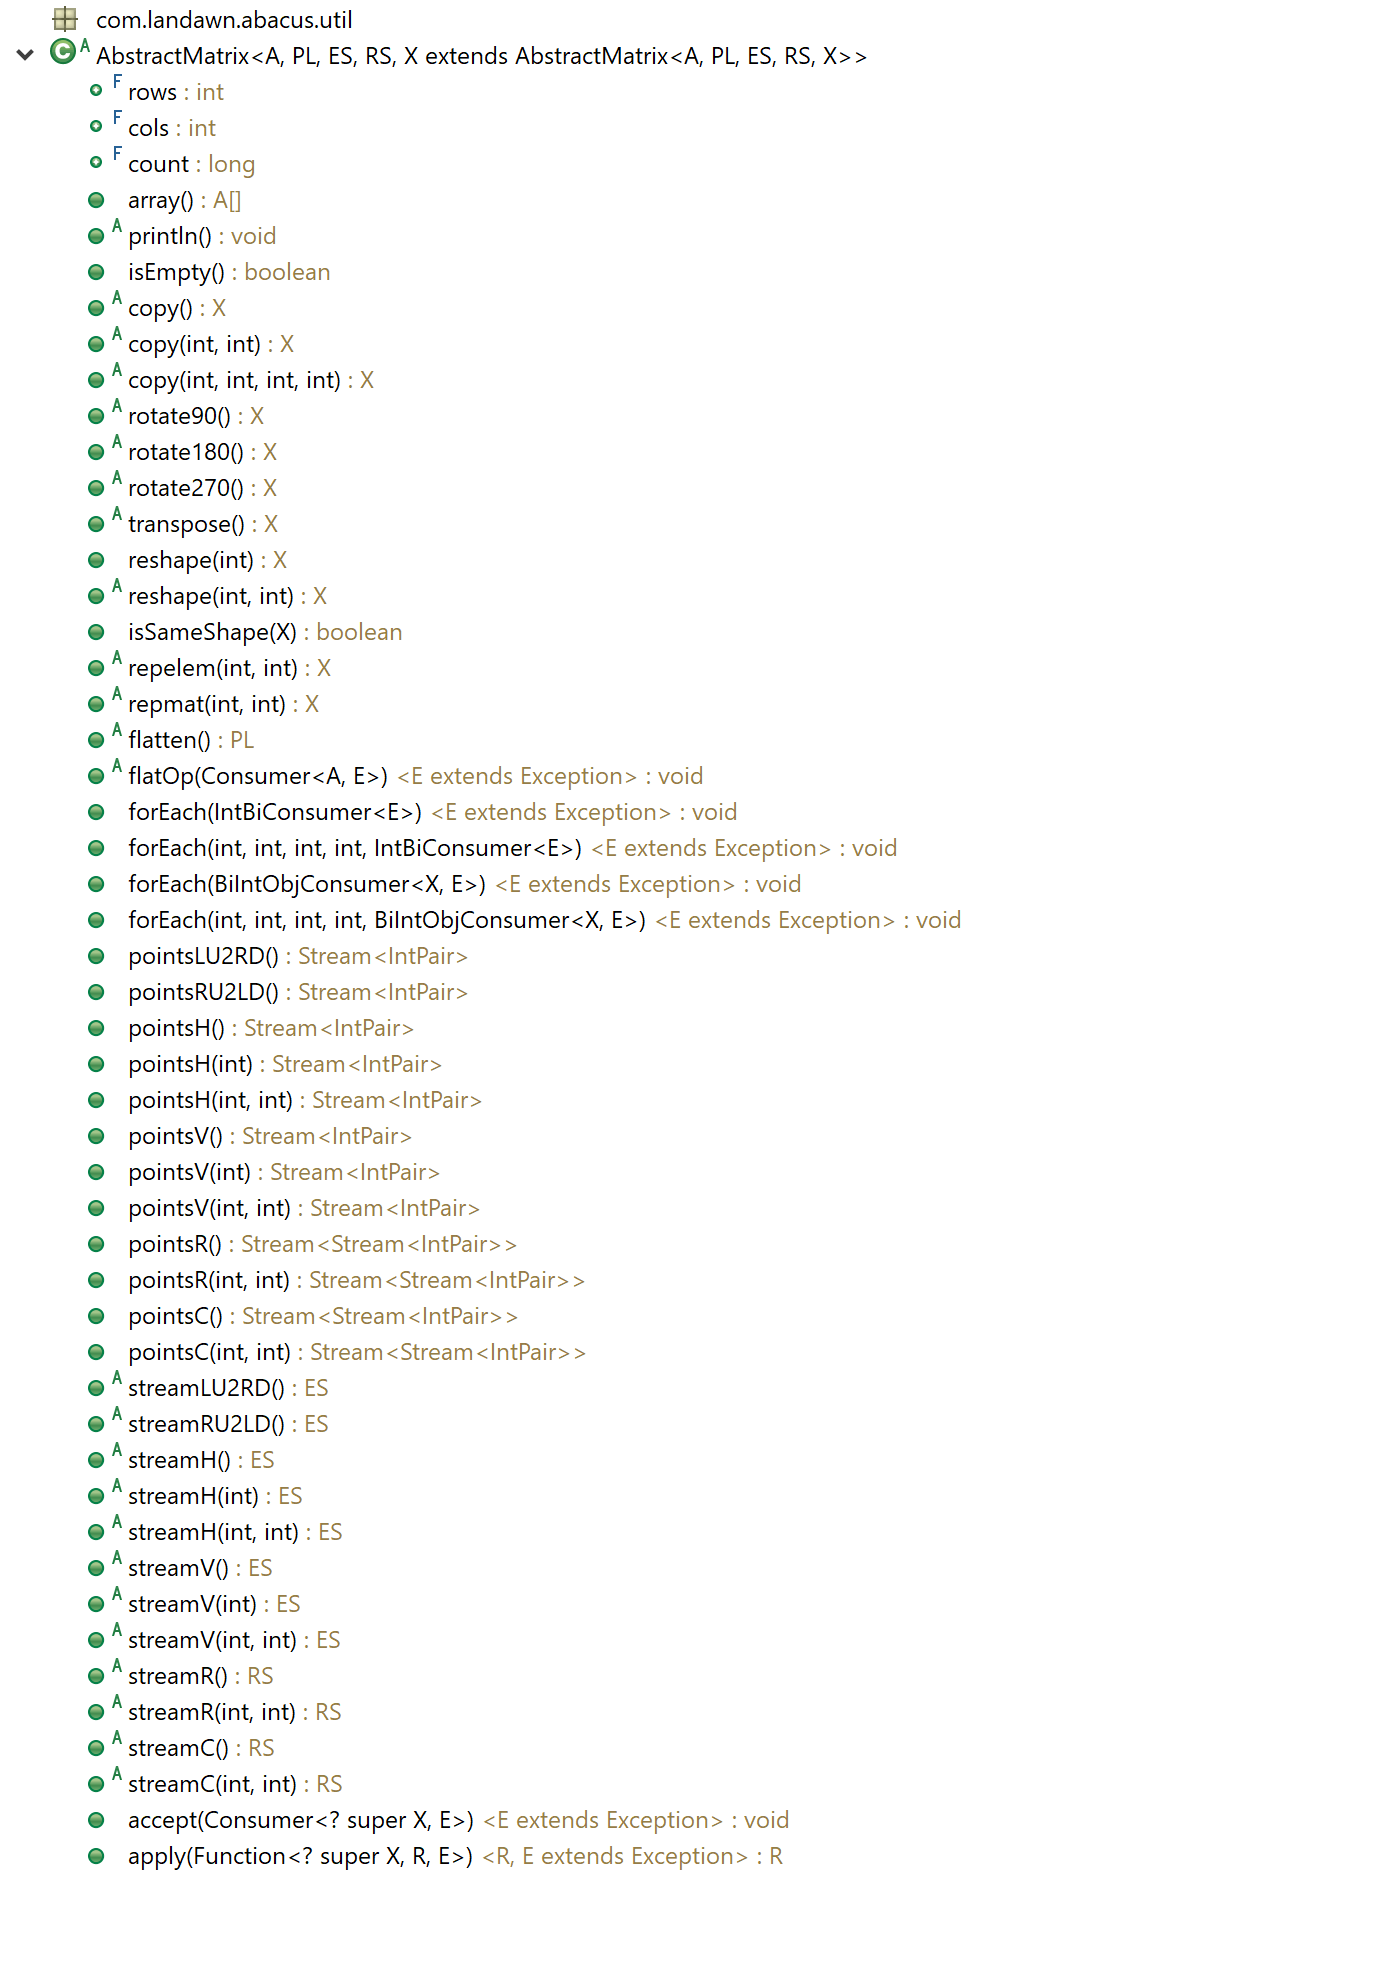 com.landawn.abacus.util
C A AbstractMatrix<A, PL, ES, RS, X extends AbstractMatrix<A, PL, ES, RS, X>>
F rows : int
F cols : int
F count : long
array() : A[]
A println() : void
isEmpty() : boolean
A copy() : X
A copy(int, int) : X
A copy(int, int, int, int) : X
A rotate90() : X
A rotate180() : X
A rotate270() : X
A transpose() : X
reshape(int) : X
A reshape(int, int) : X
isSameShape(X) : boolean
A repelem(int, int) : X
A repmat(int, int) : X
A flatten() : PL
A flatOp(Consumer<A, E>) <E extends Exception> : void
forEach(IntBiConsumer<E>) <E extends Exception> : void
forEach(int, int, int, int, IntBiConsumer<E>) <E extends Exception> : void
forEach(BiIntObjConsumer<X, E>) <E extends Exception> : void
forEach(int, int, int, int, BiIntObjConsumer<X, E>) <E extends Exception> : void
pointsLU2RD() : Stream<IntPair>
pointsRU2LD() : Stream<IntPair>
pointsH() : Stream<IntPair>
pointsH(int) : Stream<IntPair>
pointsH(int, int) : Stream<IntPair>
pointsV() : Stream<IntPair>
pointsV(int) : Stream<IntPair>
pointsV(int, int) : Stream<IntPair>
pointsR() : Stream<Stream<IntPair>>
pointsR(int, int) : Stream<Stream<IntPair>>
pointsC() : Stream<Stream<IntPair>>
pointsC(int, int) : Stream<Stream<IntPair>>
A streamLU2RD() : ES
A streamRU2LD() : ES
A streamH() : ES
A streamH(int) : ES
A streamH(int, int) : ES
A streamV() : ES
A streamV(int) : ES
A streamV(int, int) : ES
A streamR() : RS
A streamR(int, int) : RS
A streamC() : RS
A streamC(int, int) : RS
accept(Consumer<? super X, E>) <E extends Exception> : void
apply(Function<? super X, R, E>) <R, E extends Exception> : R